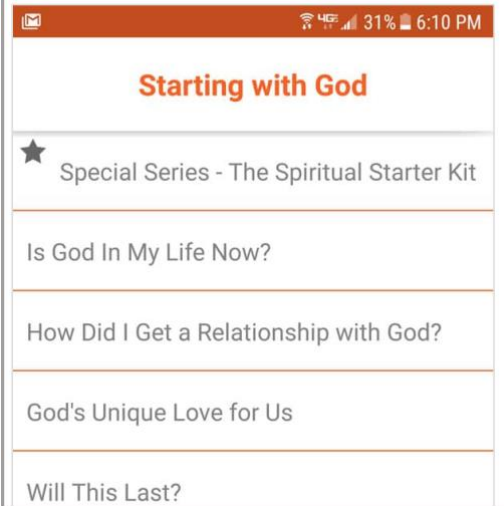 4GE 31% 6:10 PM
Starting with God
Special Series - The Spiritual Starter Kit
Is God In My Life Now?
How Did I Get a Relationship with God?
God's Unique Love for Us
Will This Last?